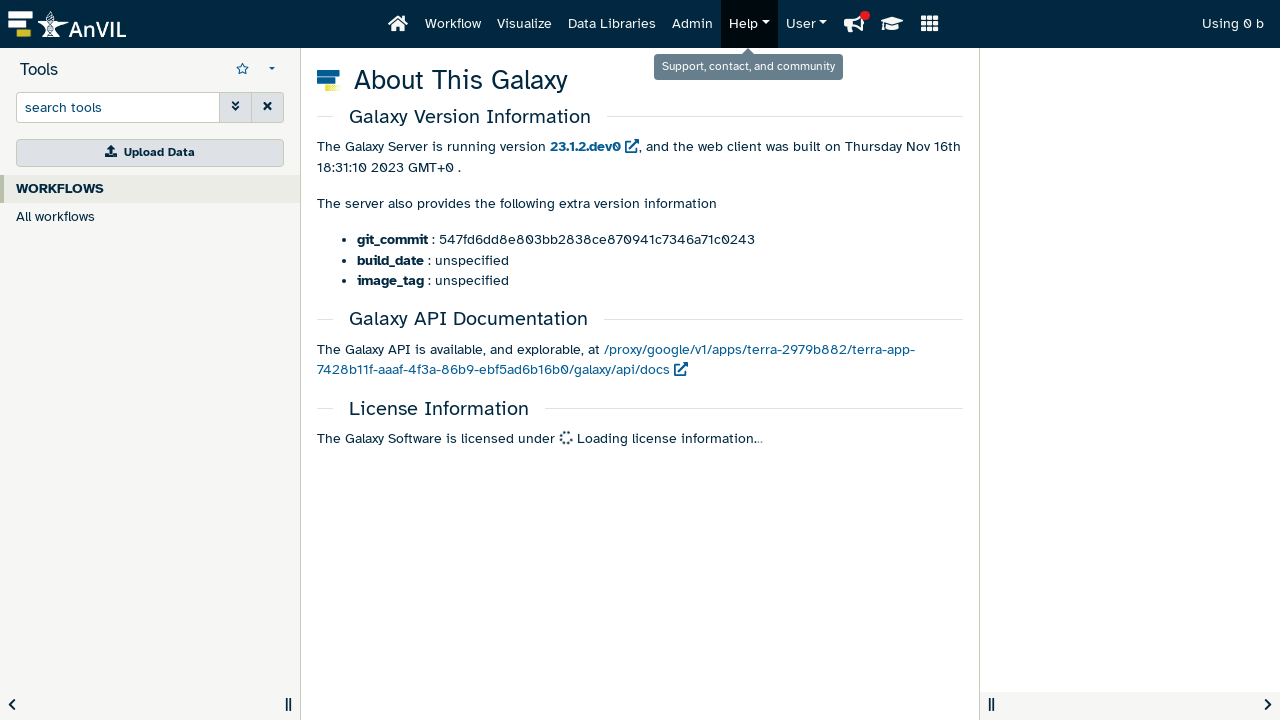 AnVIL
Workflow
Visualize
Data Libraries
Admin
Help
User
Using 0 b
Support, contact, and community
Tools
search tools
Upload Data
WORKFLOWS
All workflows
About This Galaxy
Galaxy Version Information
The Galaxy Server is running version 23.1.2.dev0 , and the web client was built on Thursday Nov 16th
18:31:10 2023 GMT+0 .
The server also provides the following extra version information
• git_commit : 547fd6dd8e803bb2838ce870941c7346a71c0243
• build_date : unspecified
• image_tag : unspecified
Galaxy API Documentation
The Galaxy API is available, and explorable, at /proxy/google/v1/apps/terra-2979b882/terra-app-
7428b11f-aaaf-4f3a-86b9-ebf5ad6b16b0/galaxy/api/docs
License Information
The Galaxy Software is licensed under Loading license information...